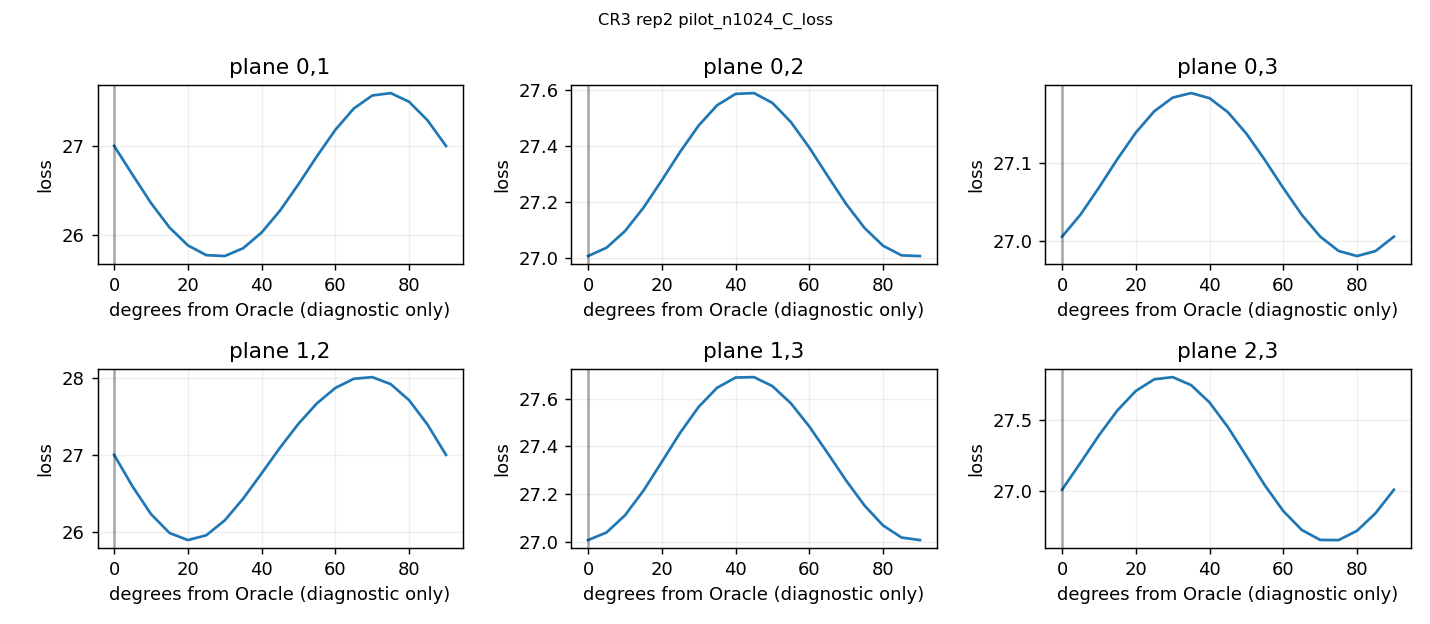 CR3 rep2 pilot_n1024_C_loss
plane 0,1
plane 0,2
plane 0,3
27
26
loss
0 20 40 60 80
degrees from Oracle (diagnostic only)
27.6
27.4
27.2
27.0
loss
0 20 40 60 80
degrees from Oracle (diagnostic only)
27.1
27.0
loss
0 20 40 60 80
degrees from Oracle (diagnostic only)
plane 1,2
plane 1,3
plane 2,3
28
27
26
loss
0 20 40 60 80
degrees from Oracle (diagnostic only)
27.6
27.4
27.2
27.0
loss
0 20 40 60 80
degrees from Oracle (diagnostic only)
27.5
27.0
loss
0 20 40 60 80
degrees from Oracle (diagnostic only)